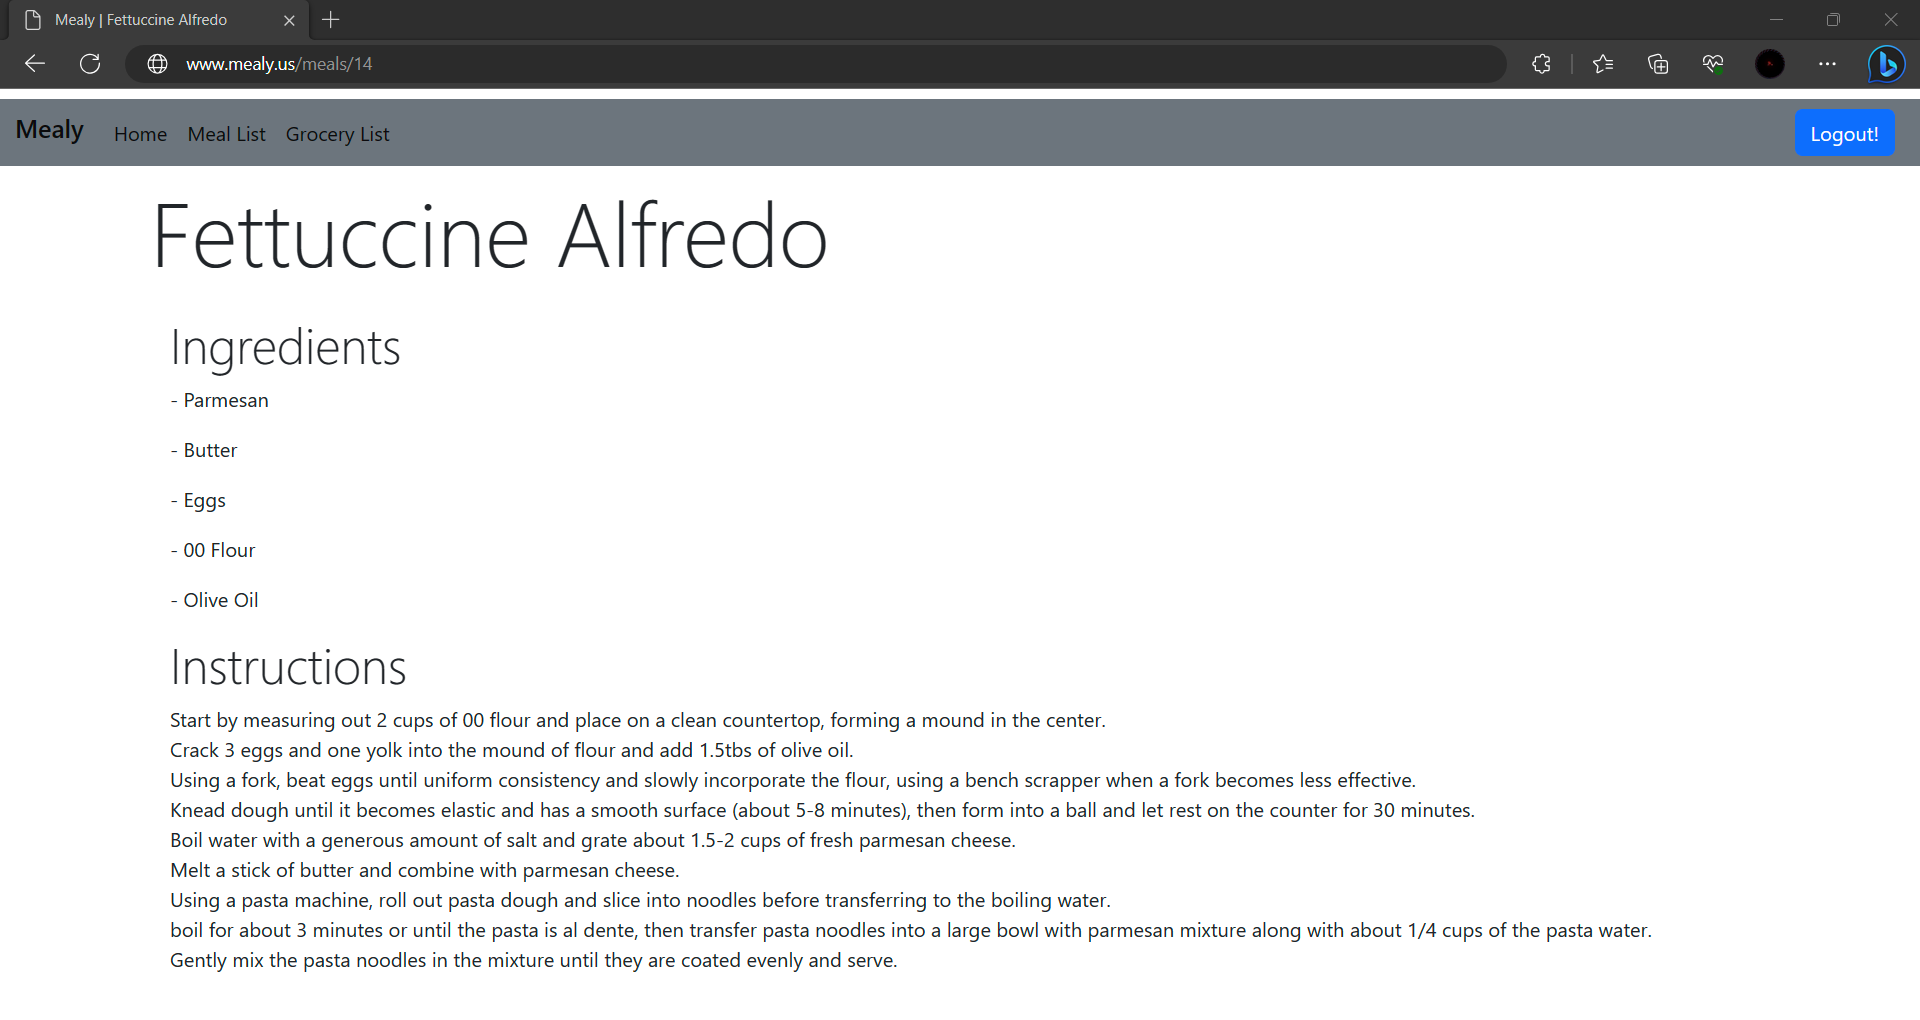 Mealy | Fettuccine Alfredo
www.mealy.us/meals/14
Mealy Home Meal List Grocery List Logout!
Fettuccine Alfredo
Ingredients
- Parmesan
- Butter
- Eggs
- 00 Flour
- Olive Oil
Instructions
Start by measuring out 2 cups of 00 flour and place on a clean countertop, forming a mound in the center.
Crack 3 eggs and one yolk into the mound of flour and add 1.5tbs of olive oil.
Using a fork, beat eggs until uniform consistency and slowly incorporate the flour, using a bench scrapper when a fork becomes less effective.
Knead dough until it becomes elastic and has a smooth surface (about 5-8 minutes), then form into a ball and let rest on the counter for 30 minutes.
Boil water with a generous amount of salt and grate about 1.5-2 cups of fresh parmesan cheese.
Melt a stick of butter and combine with parmesan cheese.
Using a pasta machine, roll out pasta dough and slice into noodles before transferring to the boiling water.
boil for about 3 minutes or until the pasta is al dente, then transfer pasta noodles into a large bowl with parmesan mixture along with about 1/4 cups of the pasta water.
Gently mix the pasta noodles in the mixture until they are coated evenly and serve.